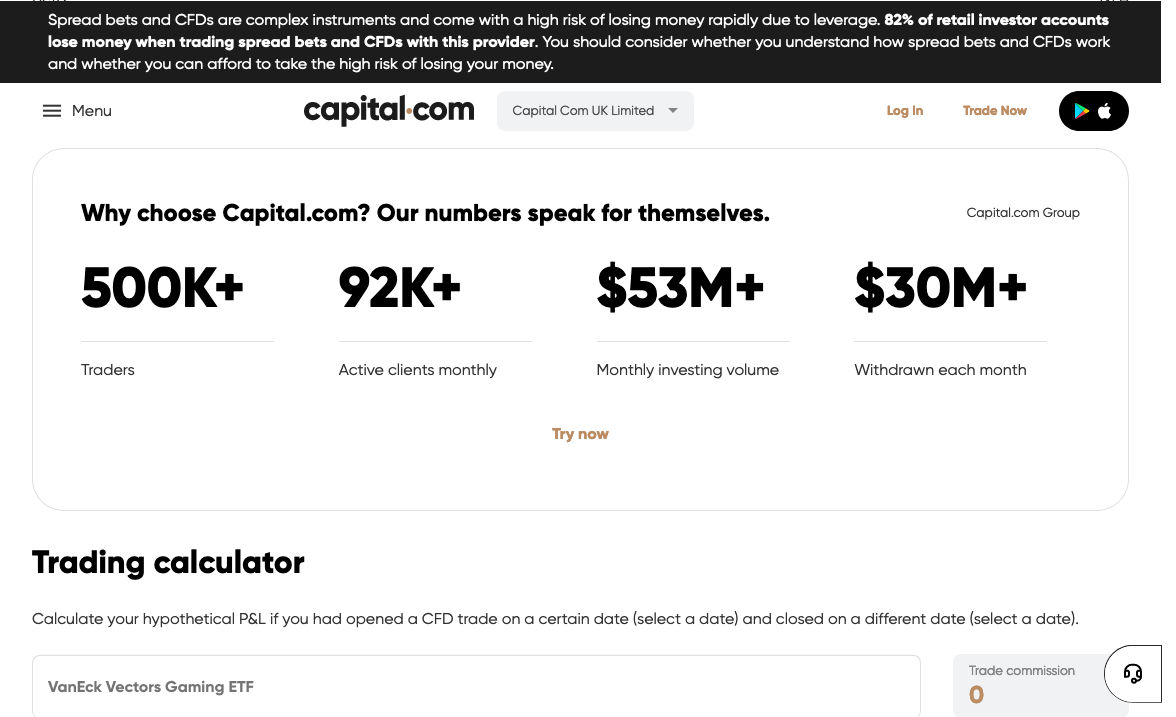 Spread bets and CFDs are complex instruments and come with a high risk of losing money rapidly due to leverage. 82% of retail investor accounts
lose money when trading spread bets and CFDs with this provider. You should consider whether you understand how spread bets and CFDs work
and whether you can afford to take the high risk of losing your money.
Menu
capital.com
Capital Com UK Limited
Log In
Trade Now
Why choose Capital.com? Our numbers speak for themselves.
Capital.com Group
500K+
92K+
$53M+
$30M+
Traders
Active clients monthly
Monthly investing volume
Withdrawn each month
Try now
Trading calculator
Calculate your hypothetical P&L if you had opened a CFD trade on a certain date (select a date) and closed on a different date (select a date).
VanEck Vectors Gaming ETF
Trade commission
0